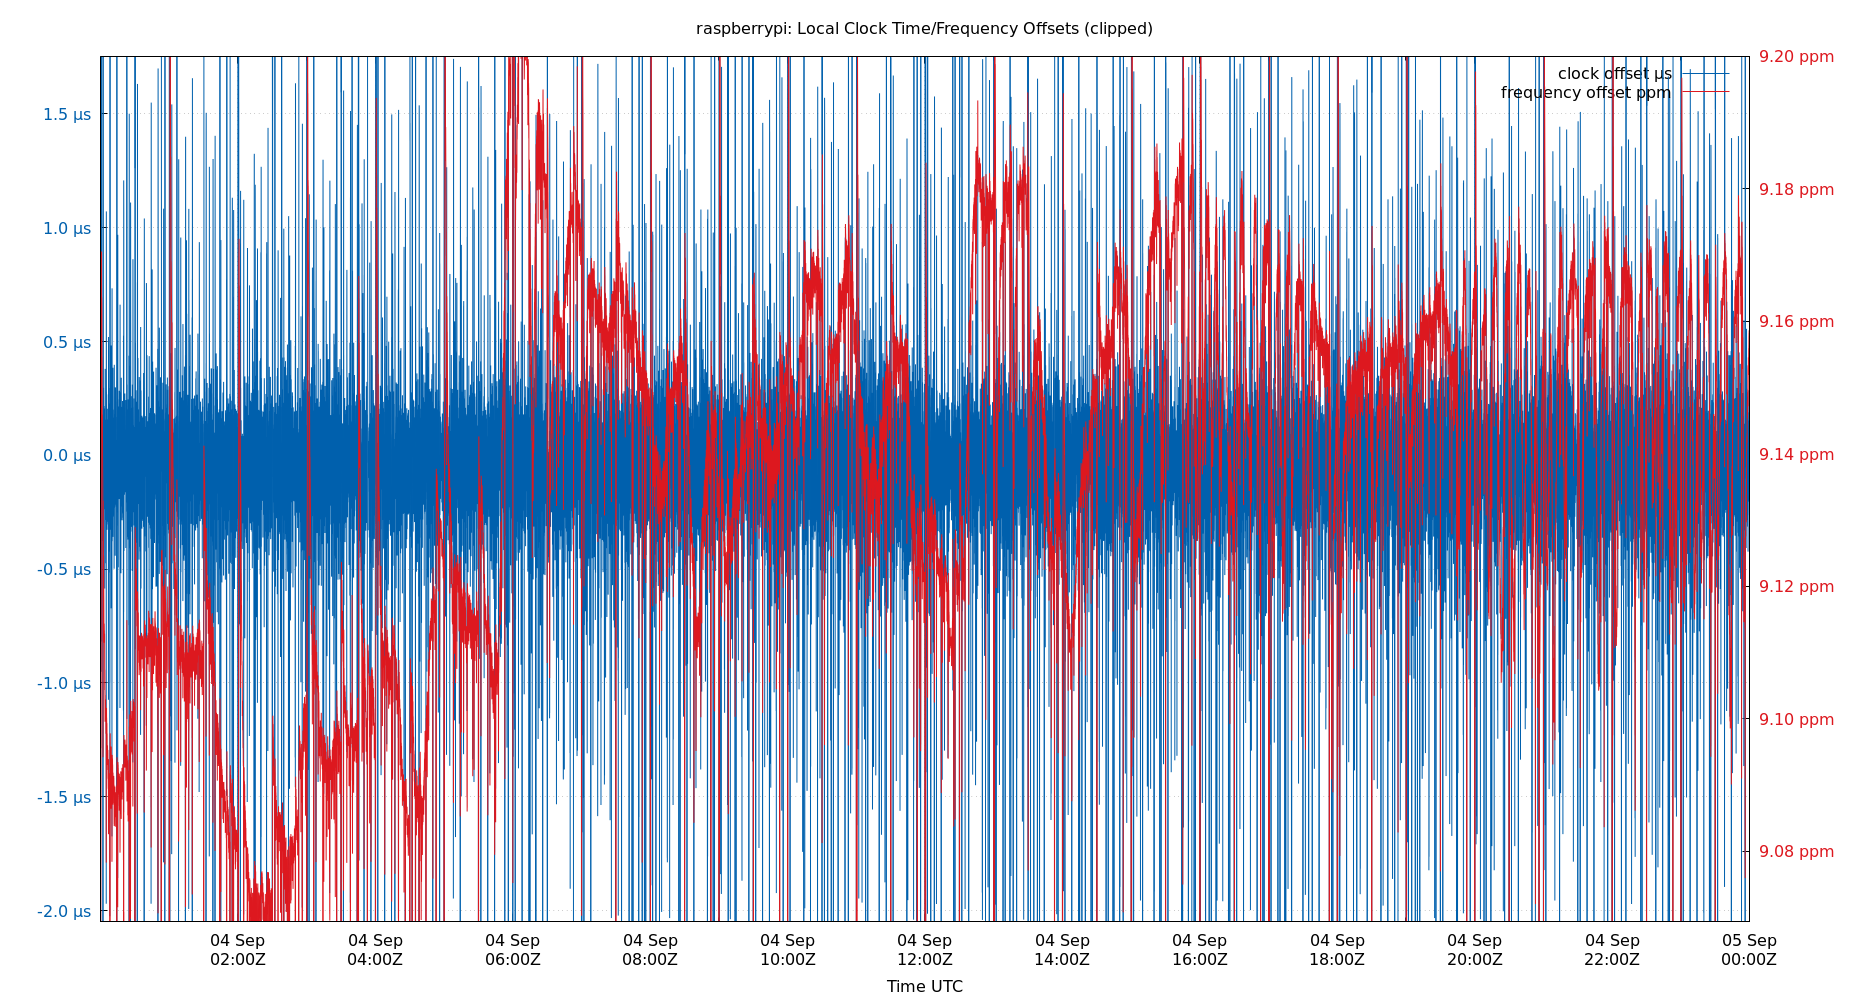 raspberrypi: Local Clock Time/Frequency Offsets (clipped)
9.20 ppm
clock offset µs
frequency offset ppm
1.5 µs
9.18 ppm
1.0 µs
0.5 µs
9.16 ppm
0.0 µs
9.14 ppm
-0.5 µs
9.12 ppm
-1.0 µs
9.10 ppm
-1.5 µs
9.08 ppm
-2.0 µs
04 Sep 04 Sep 04 Sep 04 Sep 04 Sep 04 Sep 04 Sep 04 Sep 04 Sep 04 Sep 04 Sep 05 Sep
02:00Z 04:00Z 06:00Z 08:00Z 10:00Z 12:00Z 14:00Z 16:00Z 18:00Z 20:00Z 22:00Z 00:00Z
Time UTC